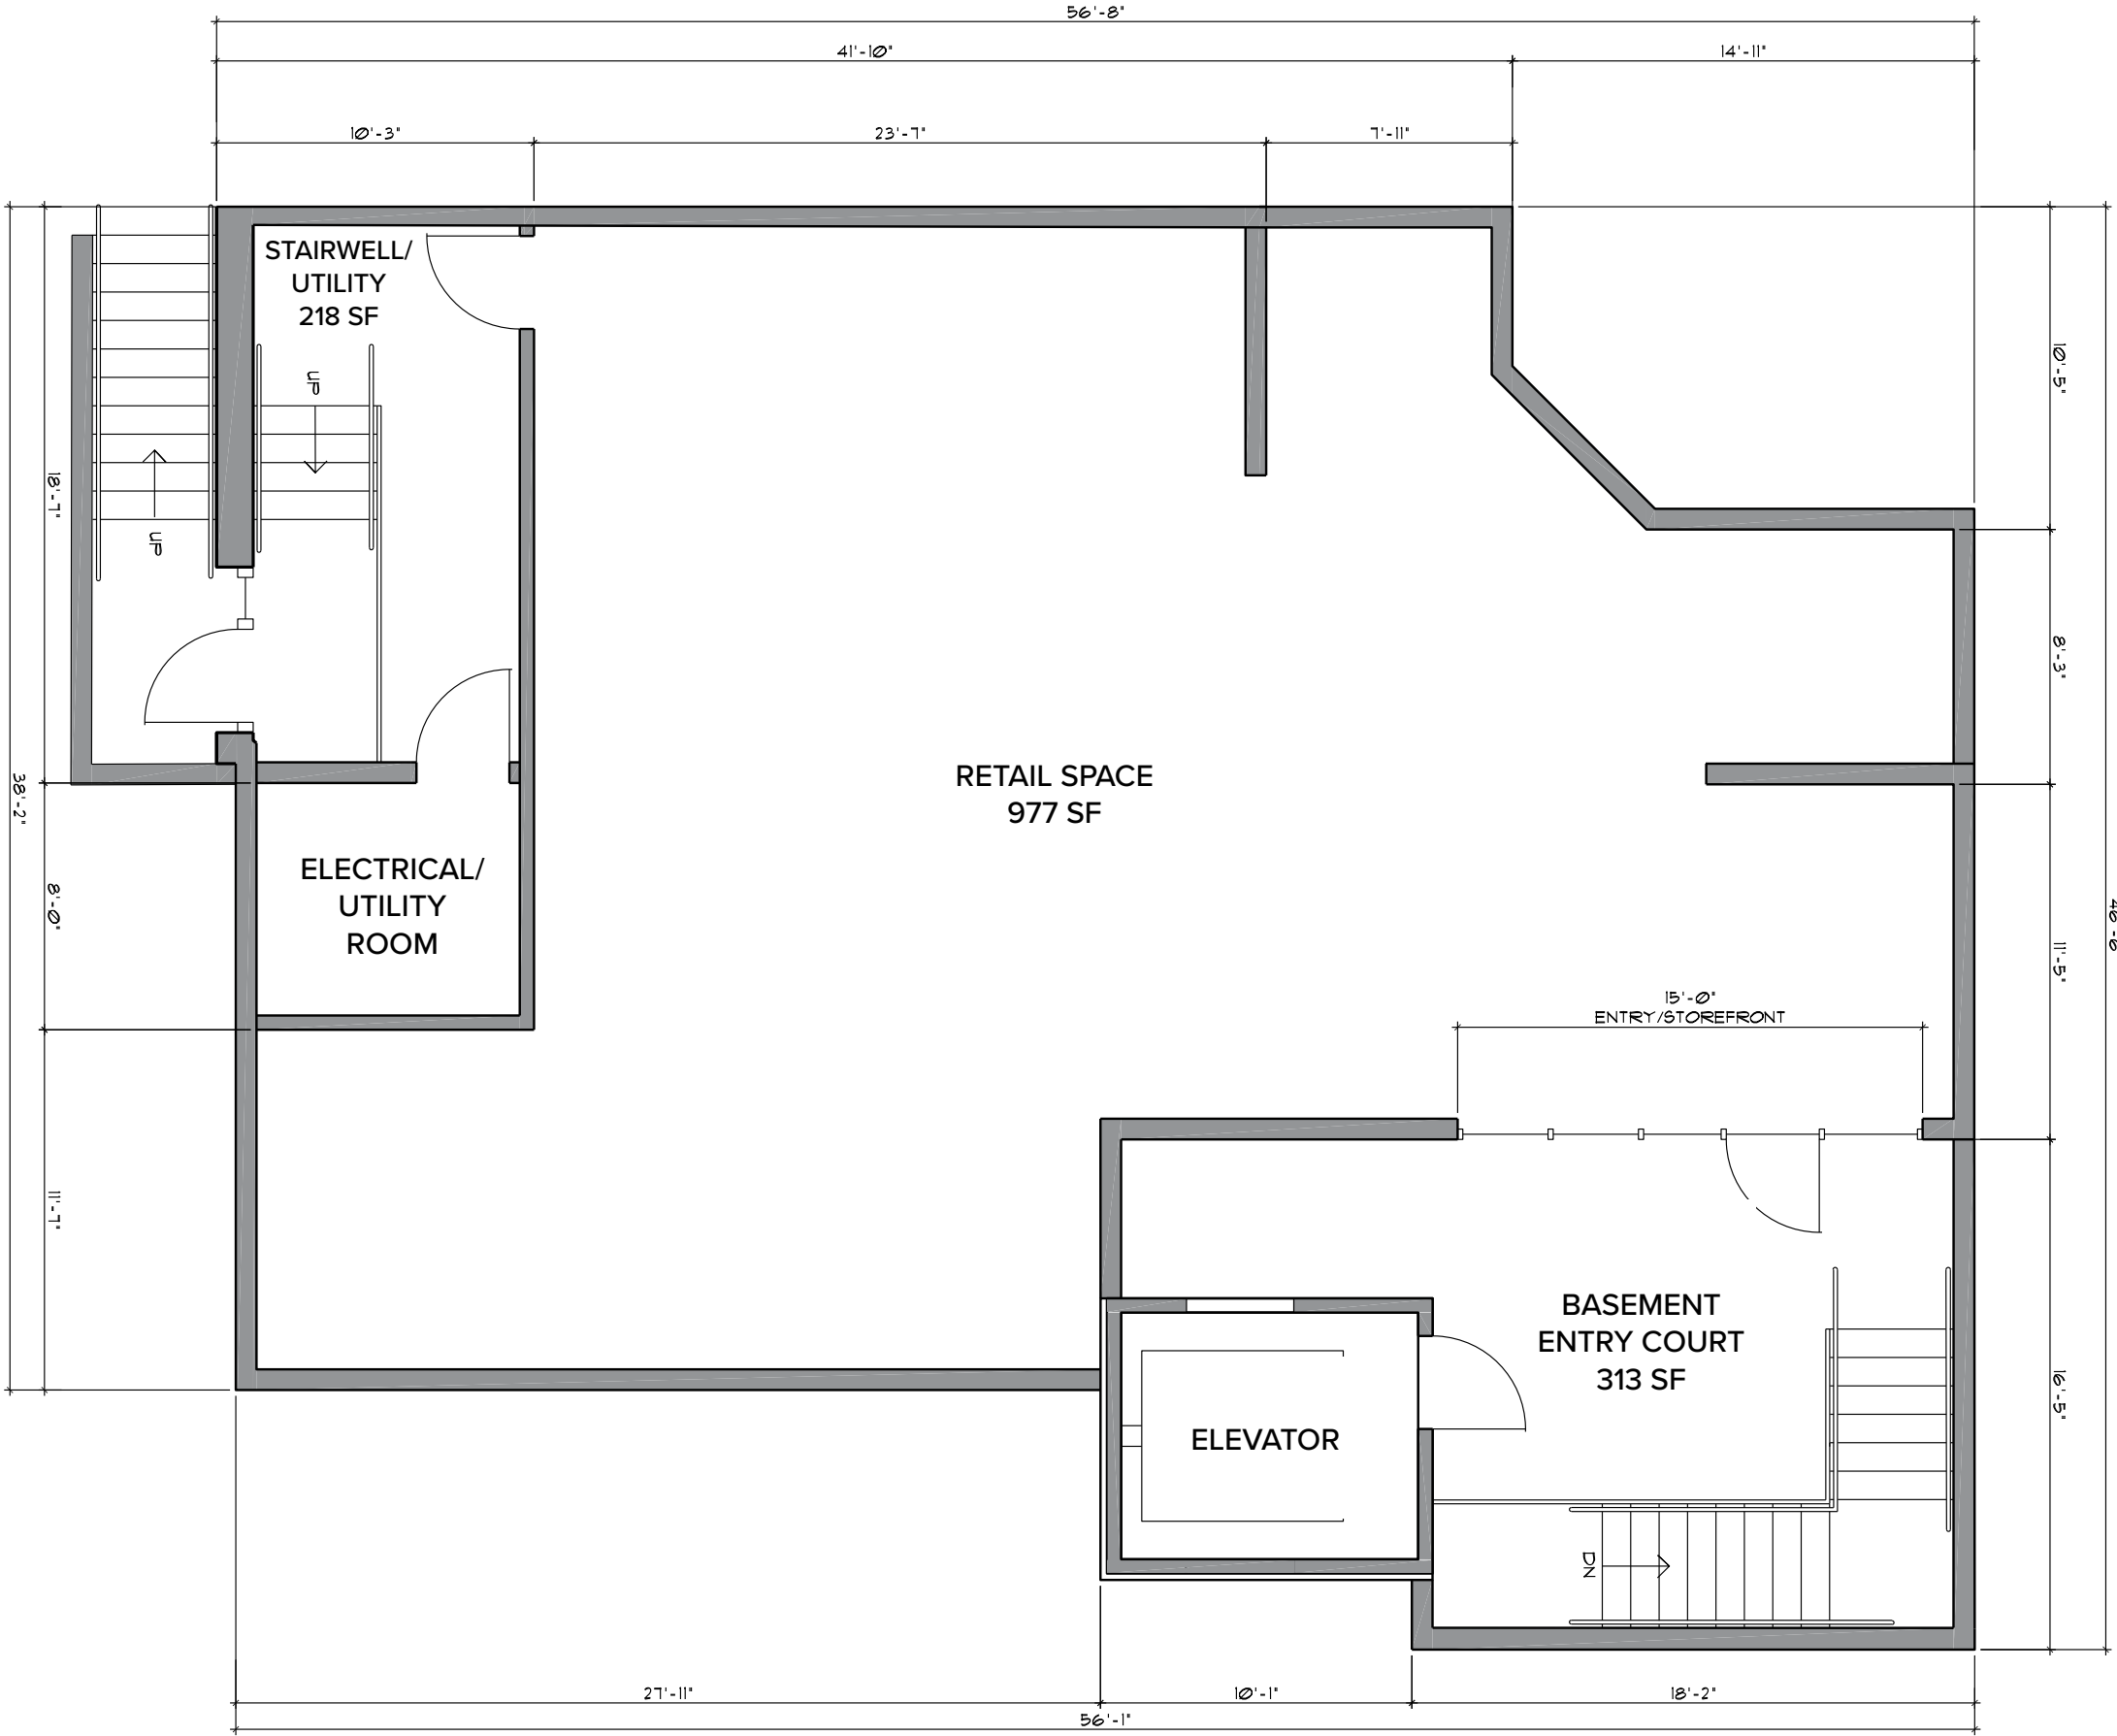 56'-8"
41'-10"
14'-11"
10'-3"
23'-7"
7'-11"
STAIRWELL/
UTILITY
218 SF
UP
UP
18'-7"
10'-5"
8'-3"
38'-2"
RETAIL SPACE
977 SF
ELECTRICAL/
UTILITY
ROOM
8'-0"
11'-5"
15'-0"
ENTRY/STOREFRONT
11'-7"
BASEMENT
ENTRY COURT
313 SF
16'-5"
ELEVATOR
DN
27'-11"
10'-1"
18'-2"
56'-1"